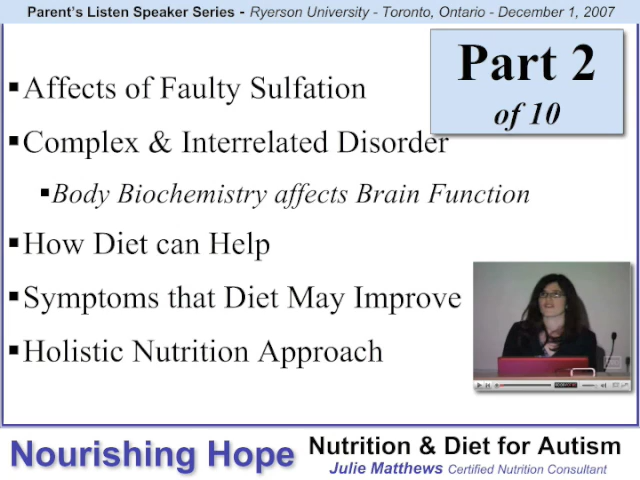 Parent's Listen Speaker Series - Ryerson University - Toronto, Ontario - December 1, 2007
Part 2
of 10
Affects of Faulty Sulfation
Complex & Interrelated Disorder
Body Biochemistry affects Brain Function
How Diet can Help
Symptoms that Diet May Improve
Holistic Nutrition Approach
Nourishing Hope
Nutrition & Diet for Autism
Julie Matthews Certified Nutrition Consultant